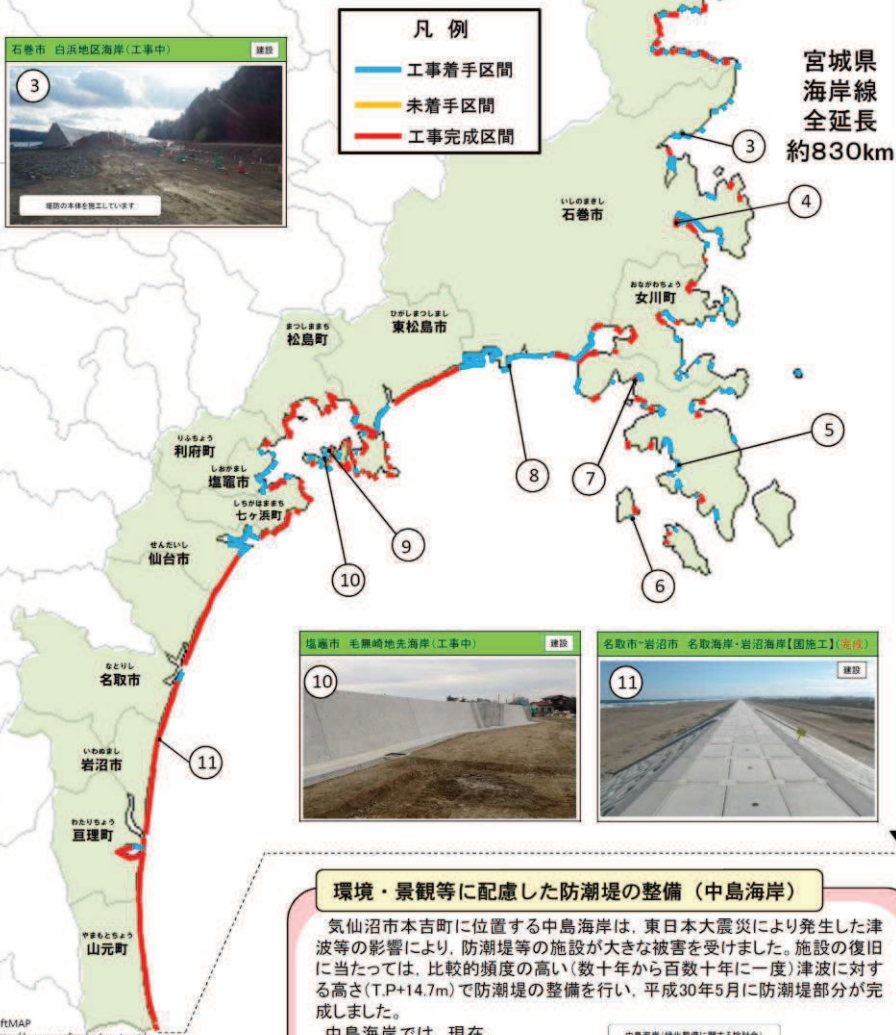 石巻市 白浜地区海岸（工事中）
建設
3
堤防の本体を施工しています
凡 例
工事着手区間
未着手区間
工事完成区間
宮城県
海岸線
全延長
約830km
3
4
いしのまきし
石巻市
おながわちょう
女川町
ひがしまつしまし
東松島市
まつしままち
松島町
りふちょう
利府町
しおがまし
塩竈市
しちがはままち
七ヶ浜町
せんだいし
仙台市
5
8
7
9
10
6
なとりし
名取市
いわぬまし
岩沼市
11
わたりちょう
亘理町
やまもとちょう
山元町
ftMAP
塩竈市 毛無崎地先海岸（工事中）
建設
10
名取市~岩沼市 名取海岸・岩沼海岸【国施工】（完成）
建設
11
環境・景観等に配慮した防潮堤の整備（中島海岸）
気仙沼市本吉町に位置する中島海岸は，東日本大震災により発生した津
波等の影響により，防潮堤等の施設が大きな被害を受けました。施設の復旧
に当たっては，比較的頻度の高い（数十年から百数十年に一度）津波に対す
る高さ（T.P+14.7m）で防潮堤の整備を行い，平成30年5月に防潮堤部分が完
成しました。
中島海岸では，現在